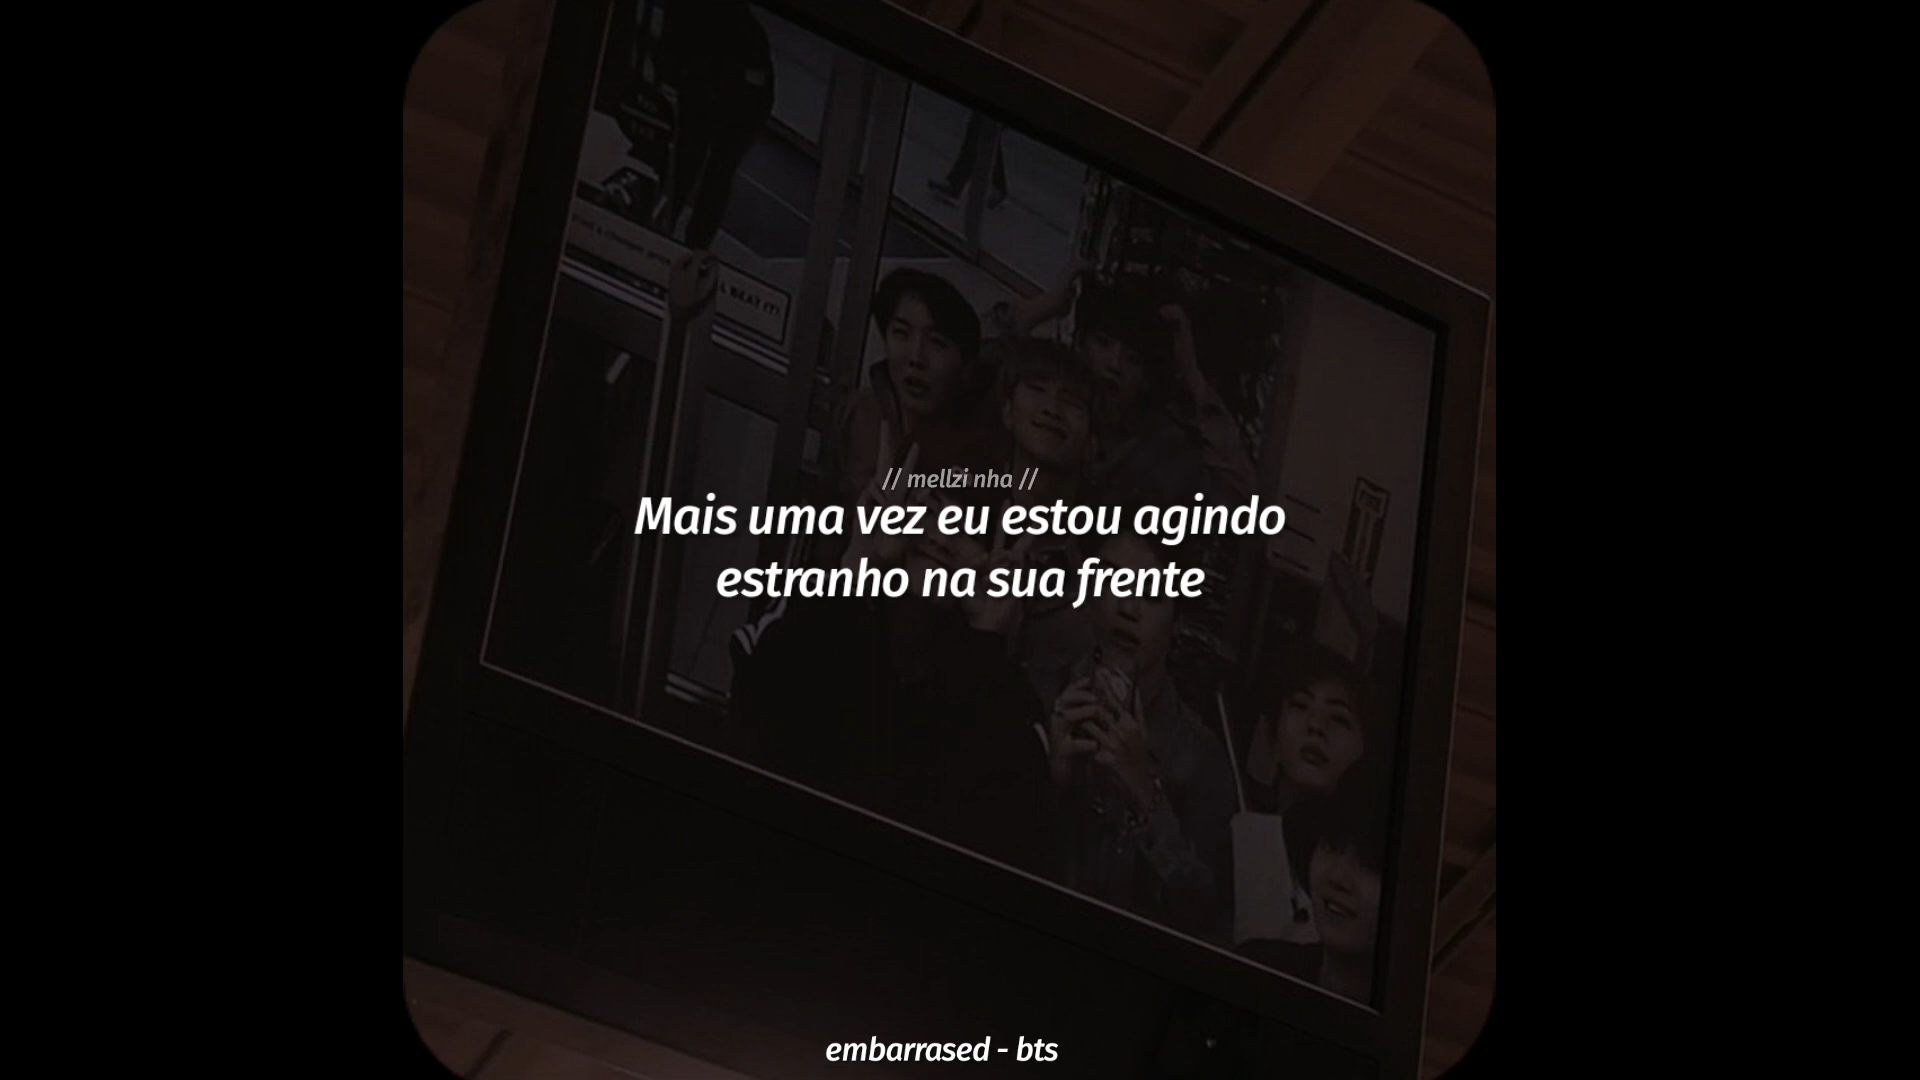 // mellzi nha //
Mais uma vez eu estou agindo
estranho na sua frente
embarrased - bts